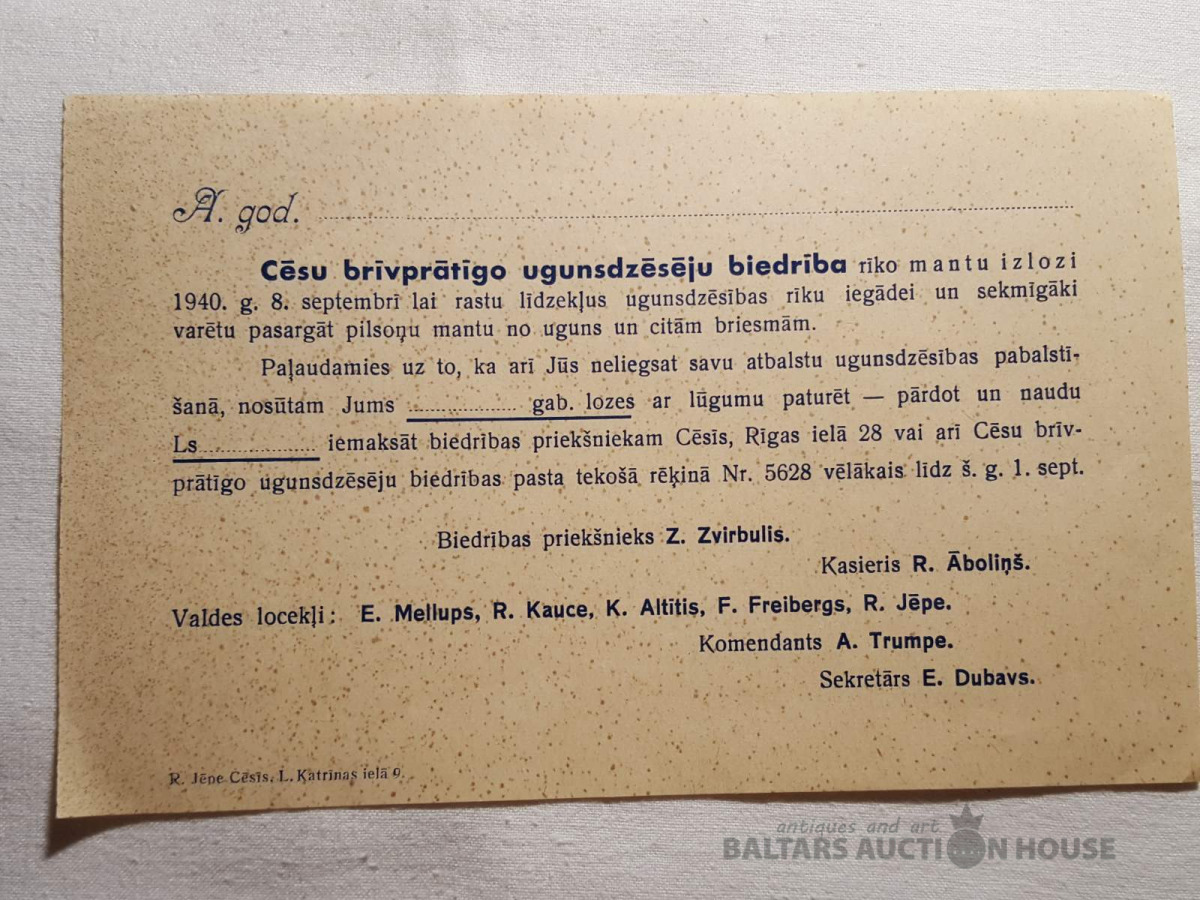 A. god. ........................
Cēsu brīvprātīgo ugunsdzēsēju biedrība rīko mantu izlozi
1940. g. 8. septembrī lai rastu līdzekļus ugunsdzēsības rīku iegādei un sekmīgāki
varētu pasargāt pilsoņu mantu no uguns un citām briesmām.
Paļaudamies uz to, ka arī Jūs neliegsat savu atbalstu ugunsdzēsības pabalstī-
šanā, nosūtam Jums .................... gab. lozes ar lūgumu paturēt — pārdot un naudu
Ls.................... iemaksāt biedrības priekšniekam Cēsīs, Rīgas ielā 28 vai arī Cēsu brīv-
prātīgo ugunsdzēsēju biedrības pasta tekošā rēķinā Nr. 5628 vēlākais līdz š. g. 1. sept.
Biedrības priekšnieks Z. Zvirbulis.
Kasieris R. Āboliņš.
Valdes locekļi: E. Mellups, R. Kauce, K. Altītis, F. Freibergs, R. Jēpe.
Komendants A. Trumpe.
Sekretārs E. Dubavs.
R. Jēpe Cēsīs, L. Katrīnas ielā 9.
antiques and art
BALTARS AUCTION HOUSE